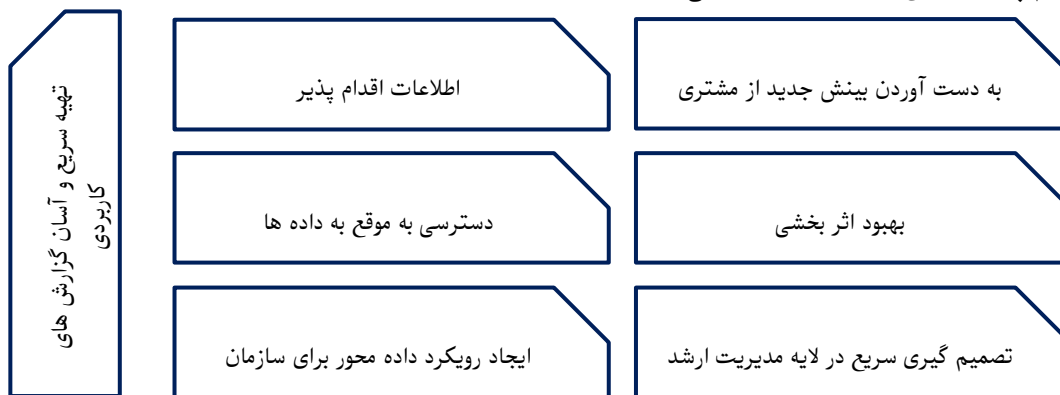 به دست آوردن بینش جدید از مشتری
اطلاعات اقدام پذیر
بهبود اثر بخشی
دسترسی به موقع به داده ها
تصمیم گیری سریع در لایه مدیریت ارشد
ایجاد رویکرد داده محور برای سازمان
تهیه سریع و آسان گزارش های
کاربردی